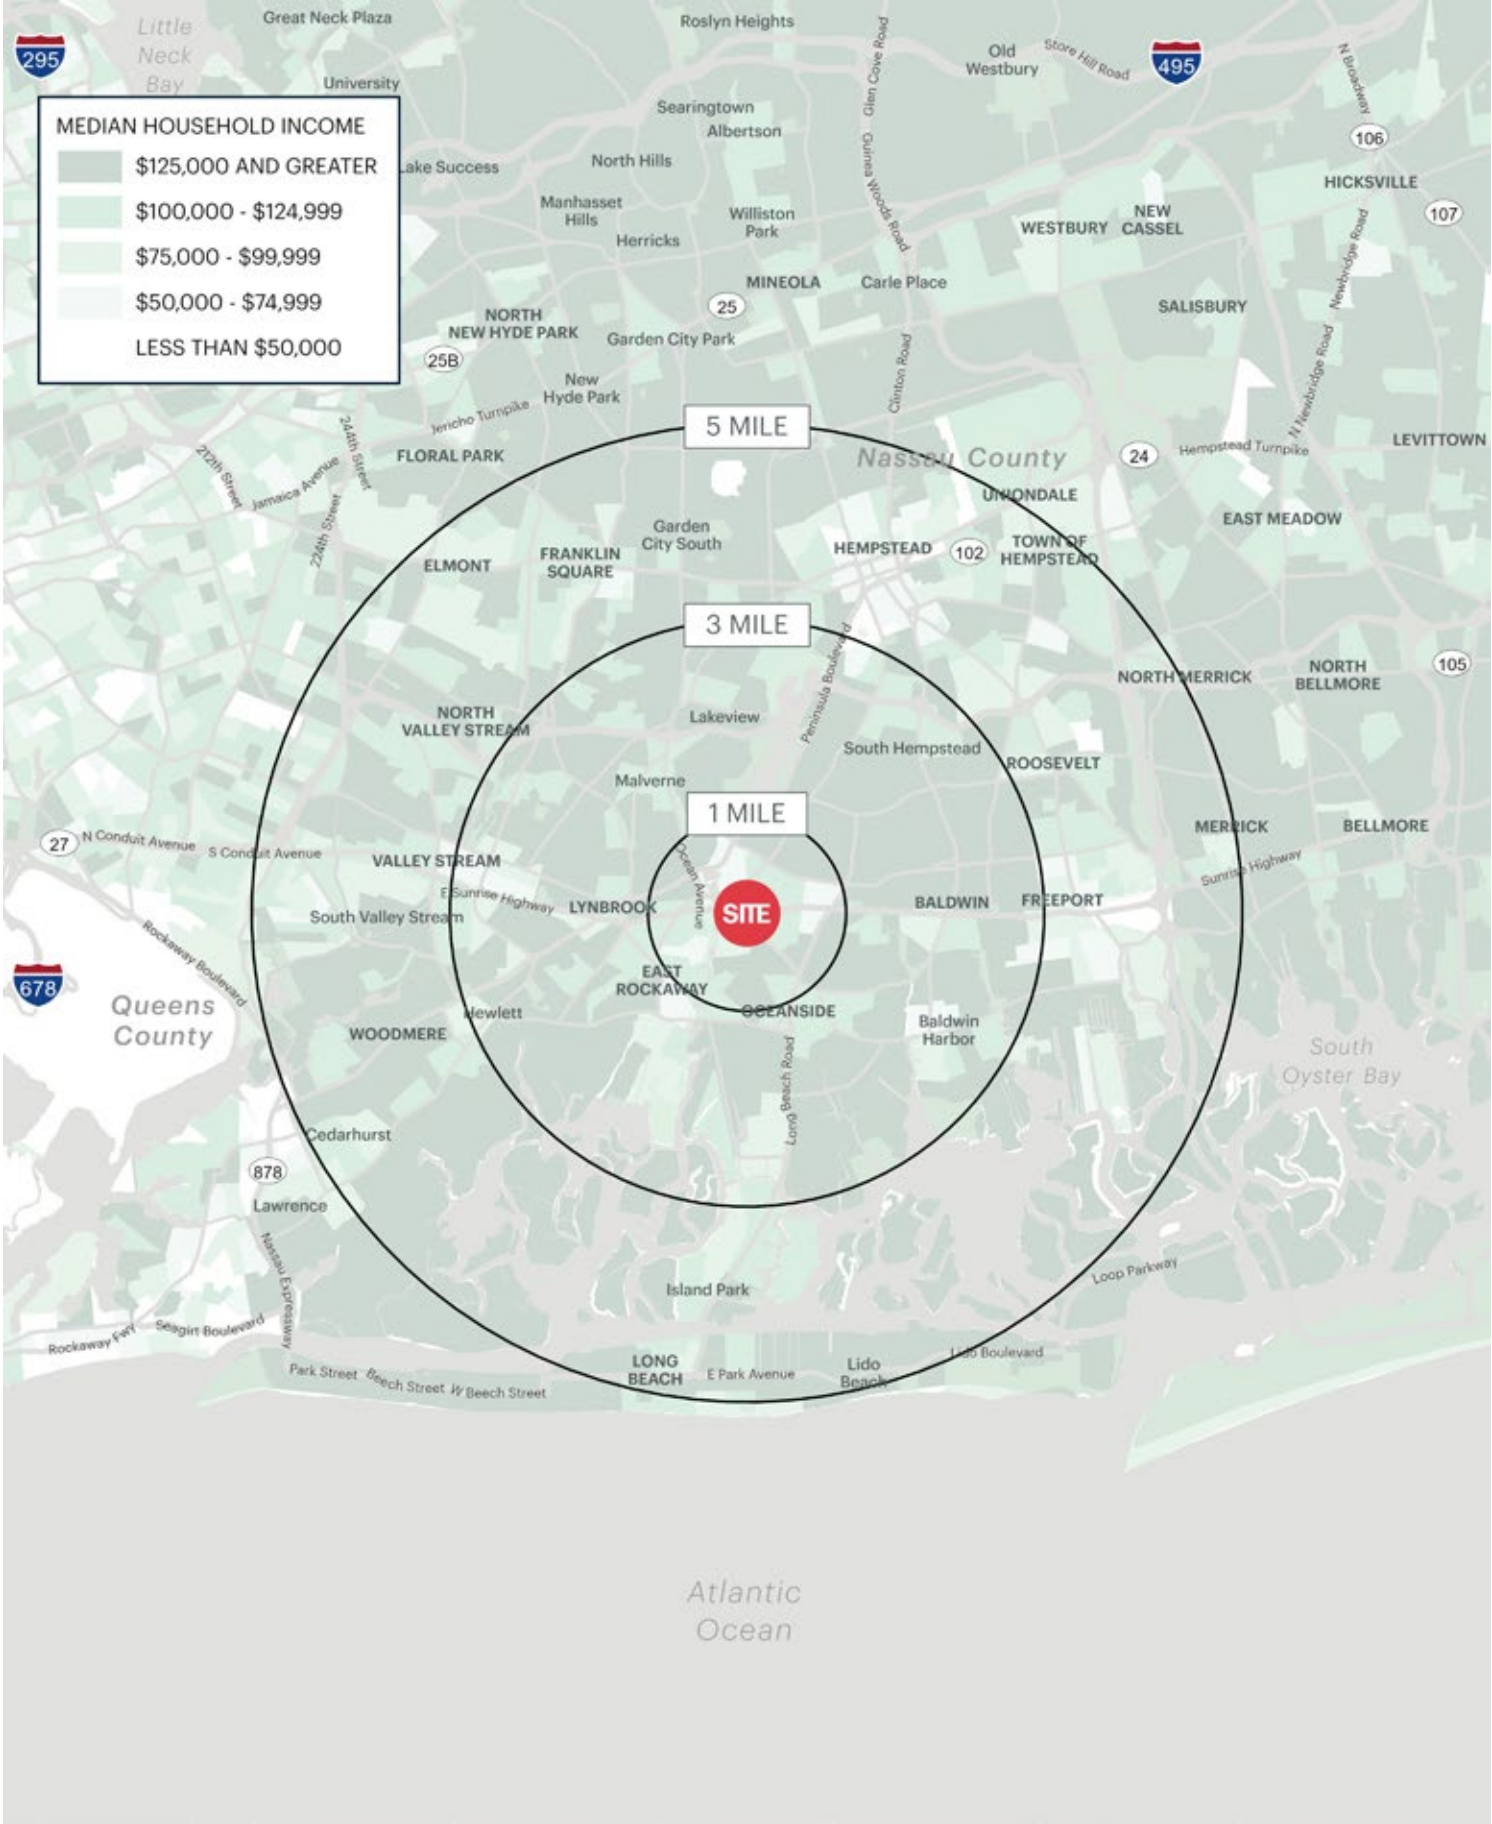 Little
Neck
Bay
Great Neck Plaza
Roslyn Heights
Glen Cove Road
Old
Westbury
Store Hill Road
495
N Broadway
295
University
MEDIAN HOUSEHOLD INCOME
$125,000 AND GREATER
$100,000 - $124,999
$75,000 - $99,999
$50,000 - $74,999
LESS THAN $50,000
Searingtown
Albertson
106
Lake Success
North Hills
Guinea Woods Road
HICKSVILLE
Manhasset
Hills
Williston
Park
WESTBURY
NEW
CASSEL
107
Herricks
MINEOLA
Carle Place
Newbridge Road
25
SALISBURY
NORTH
NEW HYDE PARK
Garden City Park
25B
Clinton Road
N Newbridge Road
New
Hyde Park
Jericho Turnpike
5 MILE
244th Street
212th Street
Jamaica Avenue
FLORAL PARK
Nassau County
24
Hempstead Turnpike
LEVITTOWN
224th Street
UNIONDALE
EAST MEADOW
Garden
City South
ELMONT
FRANKLIN
SQUARE
HEMPSTEAD
102
TOWN OF
HEMPSTEAD
3 MILE
Peninsula Boulevard
NORTH MERRICK
NORTH
BELLMORE
105
NORTH
VALLEY STREAM
Lakeview
South Hempstead
ROOSEVELT
Malverne
1 MILE
MERRICK
BELLMORE
27
N Conduit Avenue
S Conduit Avenue
VALLEY STREAM
Ocean Avenue
Sunrise Highway
E Sunrise Highway
LYNBROOK
SITE
BALDWIN
FREEPORT
South Valley Stream
Rockaway Boulevard
678
EAST
ROCKAWAY
Queens
County
Hewlett
OCEANSIDE
WOODMERE
Baldwin
Harbor
South
Oyster Bay
Long Beach Road
Cedarhurst
878
Lawrence
Nassau Expressway
Island Park
Loop Parkway
Rockaway Fwy
Seagirt Boulevard
Lido Boulevard
Park Street
Beech Street
W Beech Street
LONG
BEACH
E Park Avenue
Lido
Beach
Atlantic
Ocean